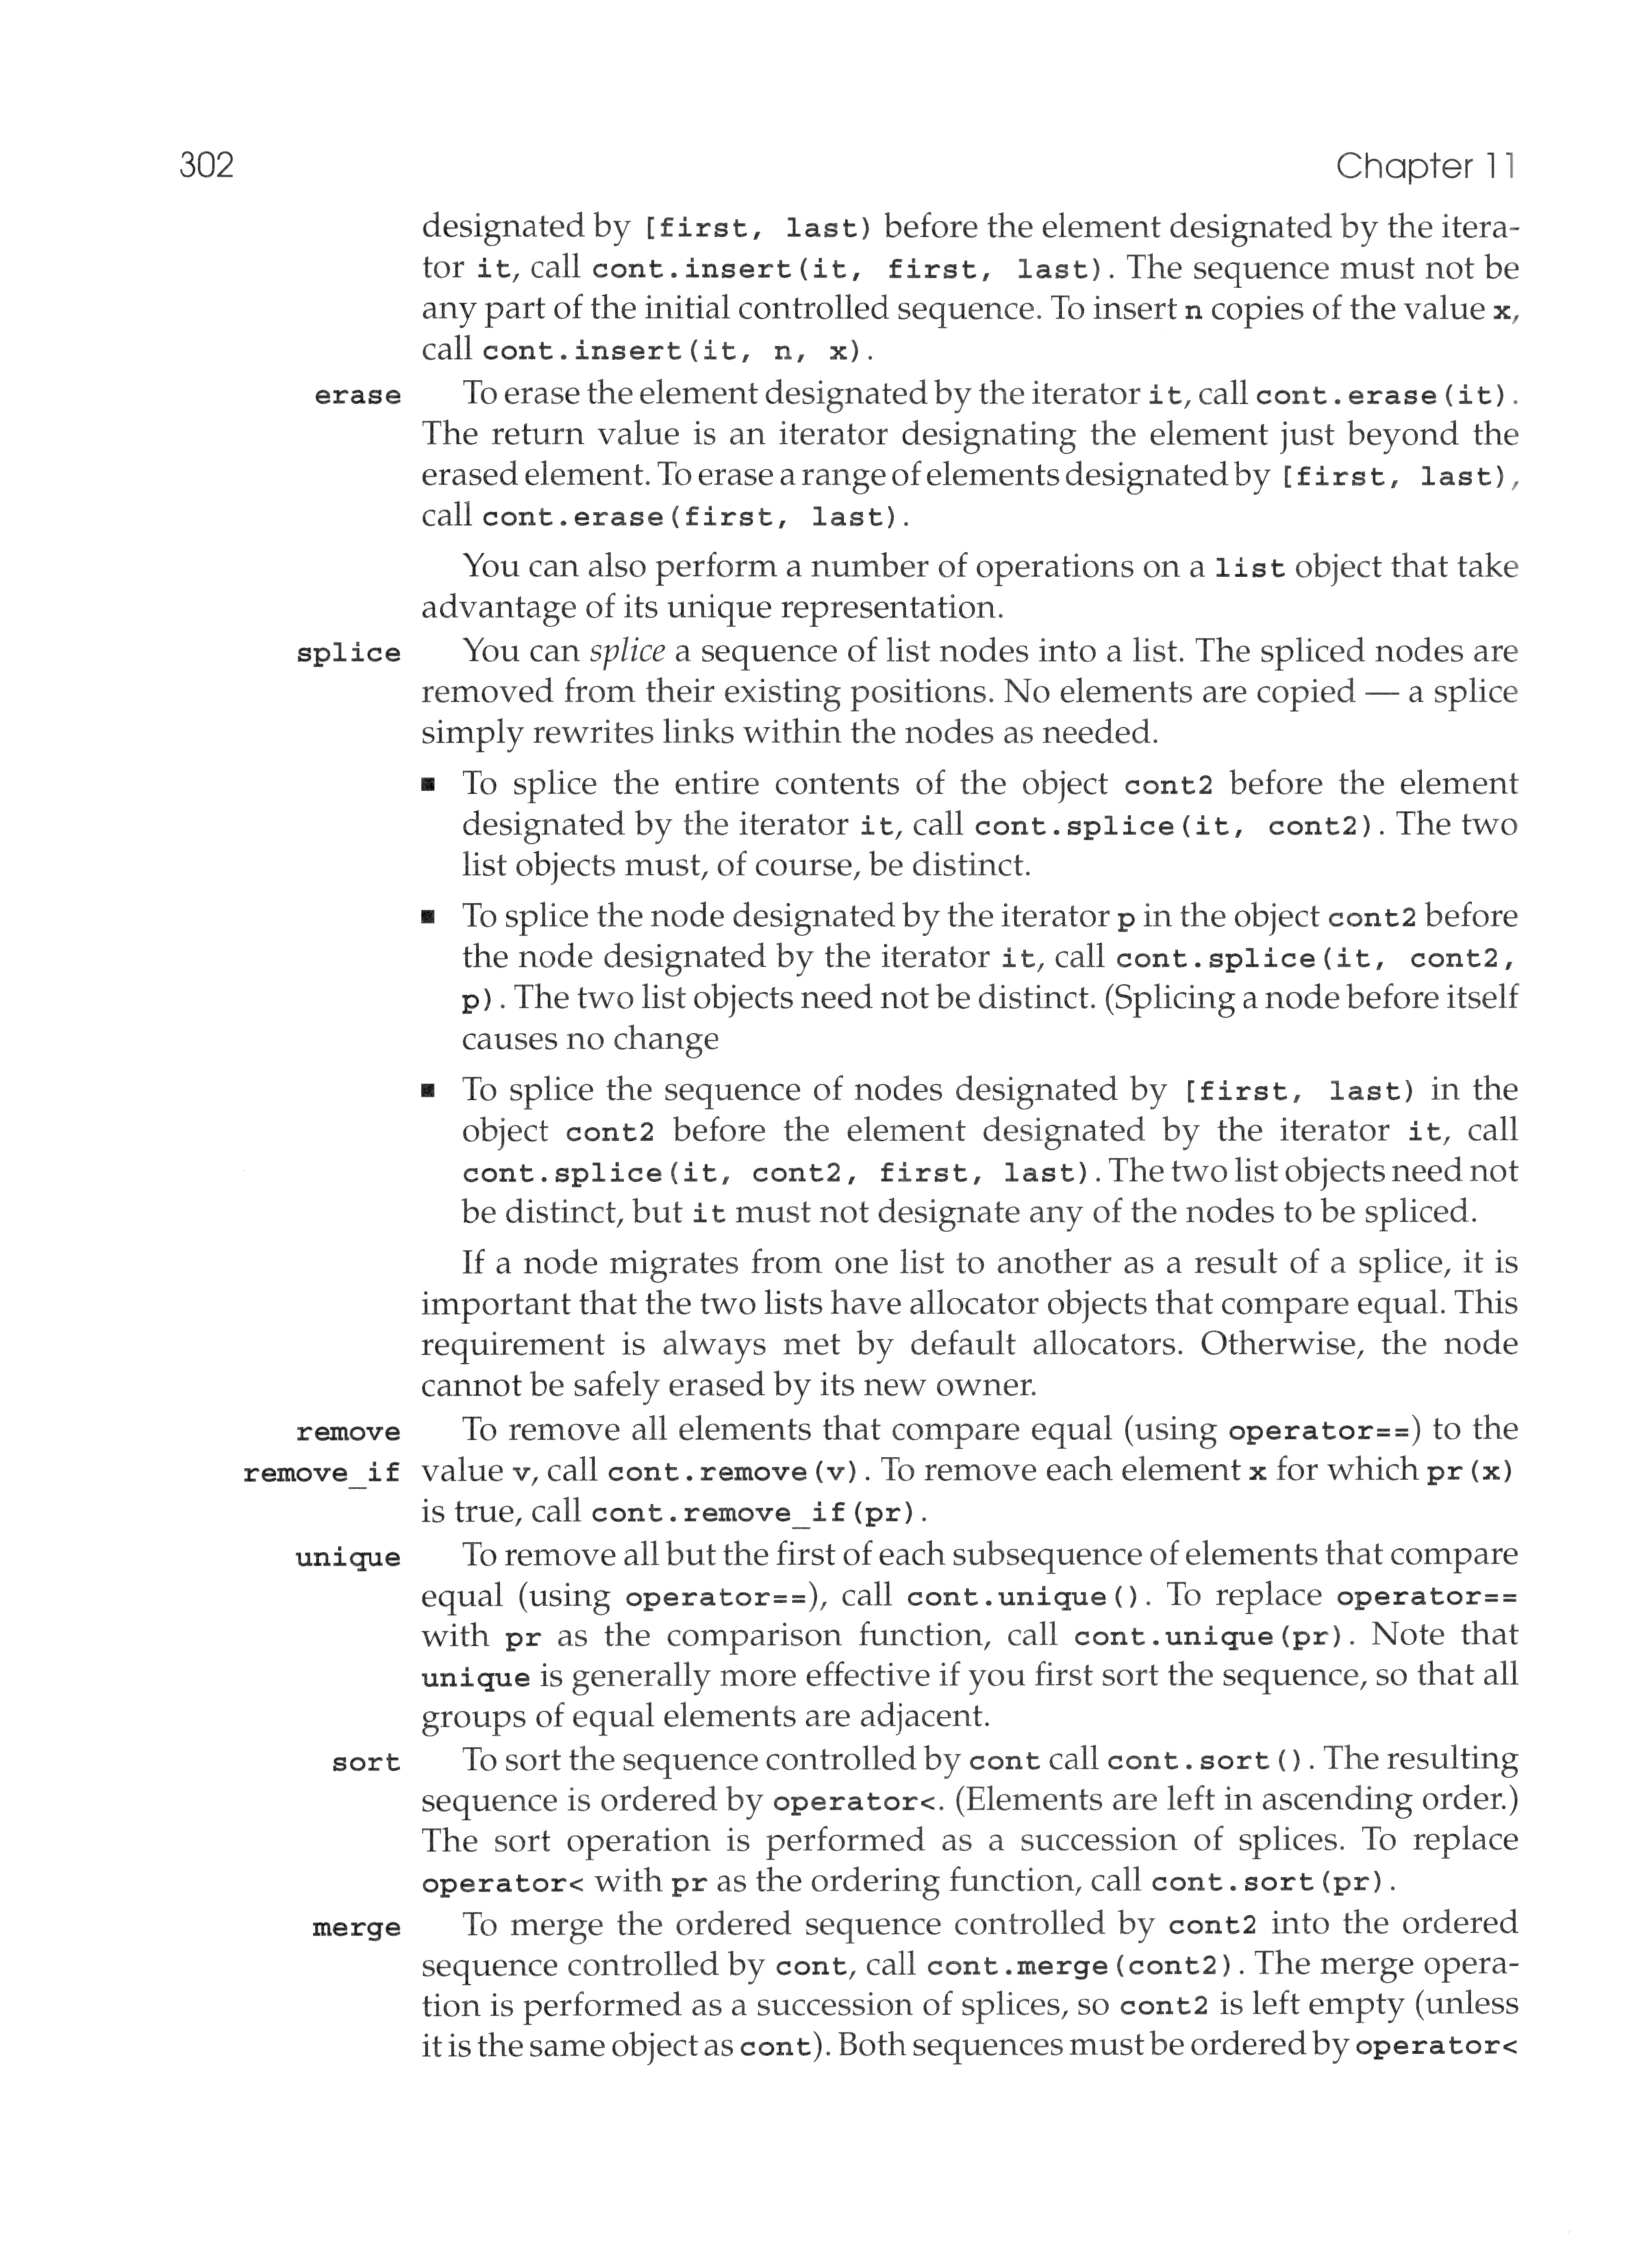 302 Chapter 11
designated by [first, last) before the element designated by the itera-
tor it, call cont.insert(it, first, last). The sequence must not be
any part of the initial controlled sequence. To insert n copies of the value x,
call cont.insert(it, n, x).
erase To erase the element designated by the iterator it, call cont.erase(it).
The return value is an iterator designating the element just beyond the
erased element. To erase a range of elements designated by [first, last),
call cont.erase(first, last).
You can also perform a number of operations on a list object that take
advantage of its unique representation.
splice You can splice a sequence of list nodes into a list. The spliced nodes are
removed from their existing positions. No elements are copied — a splice
simply rewrites links within the nodes as needed.
■ To splice the entire contents of the object cont2 before the element
designated by the iterator it, call cont.splice(it, cont2). The two
list objects must, of course, be distinct.
■ To splice the node designated by the iterator p in the object cont2 before
the node designated by the iterator it, call cont.splice(it, cont2,
p). The two list objects need not be distinct. (Splicing a node before itself
causes no change
■ To splice the sequence of nodes designated by [first, last) in the
object cont2 before the element designated by the iterator it, call
cont.splice(it, cont2, first, last). The two list objects need not
be distinct, but it must not designate any of the nodes to be spliced.
If a node migrates from one list to another as a result of a splice, it is
important that the two lists have allocator objects that compare equal. This
requirement is always met by default allocators. Otherwise, the node
cannot be safely erased by its new owner.
remove To remove all elements that compare equal (using operator==) to the
remove_if value v, call cont.remove(v). To remove each element x for which pr(x)
is true, call cont.remove_if(pr).
unique To remove all but the first of each subsequence of elements that compare
equal (using operator==), call cont.unique(). To replace operator==
with pr as the comparison function, call cont.unique(pr). Note that
unique is generally more effective if you first sort the sequence, so that all
groups of equal elements are adjacent.
sort To sort the sequence controlled by cont call cont.sort(). The resulting
sequence is ordered by operator<. (Elements are left in ascending order.)
The sort operation is performed as a succession of splices. To replace
operator< with pr as the ordering function, call cont.sort(pr).
merge To merge the ordered sequence controlled by cont2 into the ordered
sequence controlled by cont, call cont.merge(cont2). The merge opera-
tion is performed as a succession of splices, so cont2 is left empty (unless
it is the same object as cont). Both sequences must be ordered by operator<